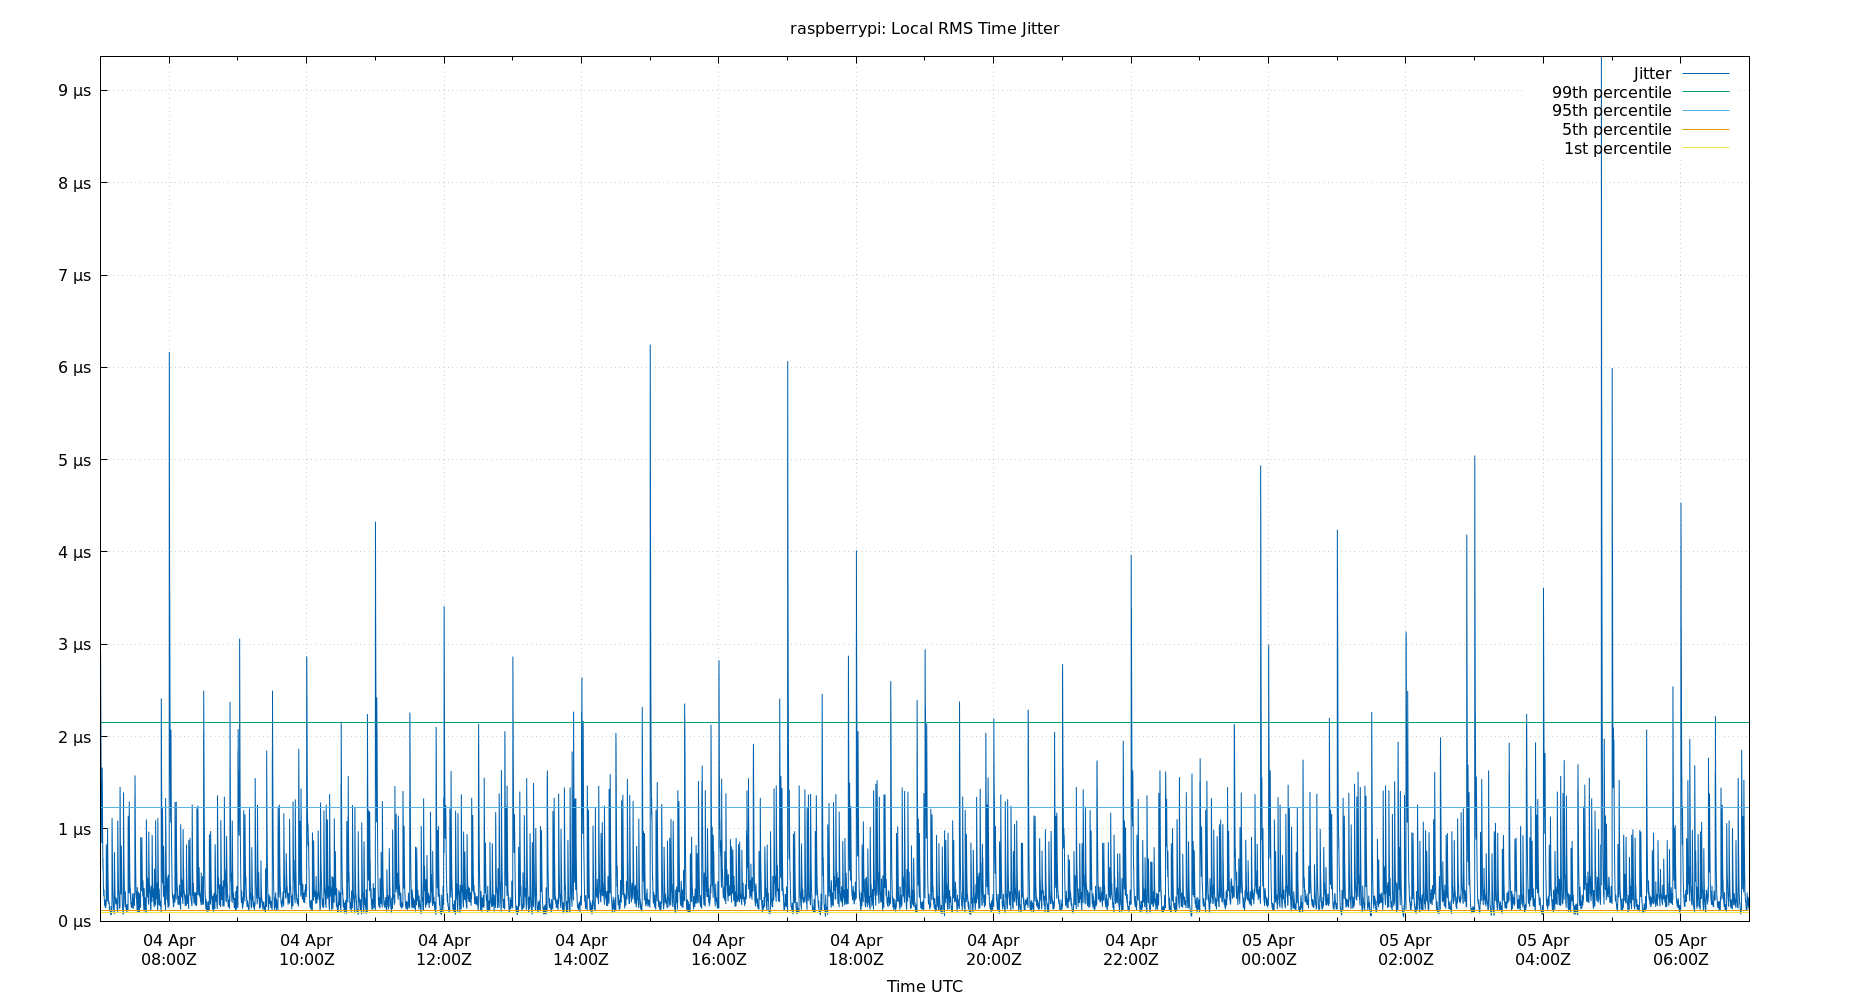 raspberrypi: Local RMS Time Jitter
Jitter
99th percentile
95th percentile
5th percentile
1st percentile
9 µs
8 µs
7 µs
6 µs
5 µs
4 µs
3 µs
2 µs
1 µs
0 µs
04 Apr 04 Apr 04 Apr 04 Apr 04 Apr 04 Apr 04 Apr 04 Apr 05 Apr 05 Apr 05 Apr 05 Apr
08:00Z 10:00Z 12:00Z 14:00Z 16:00Z 18:00Z 20:00Z 22:00Z 00:00Z 02:00Z 04:00Z 06:00Z
Time UTC